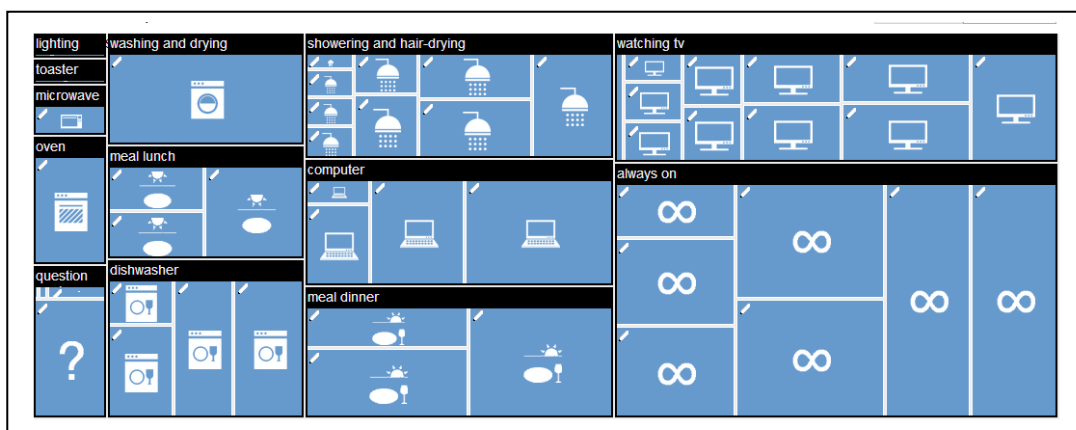 lighting
washing and drying
showering and hair-drying
watching tv
toaster
microwave
oven
meal lunch
computer
always on
question
dishwasher
meal dinner
?